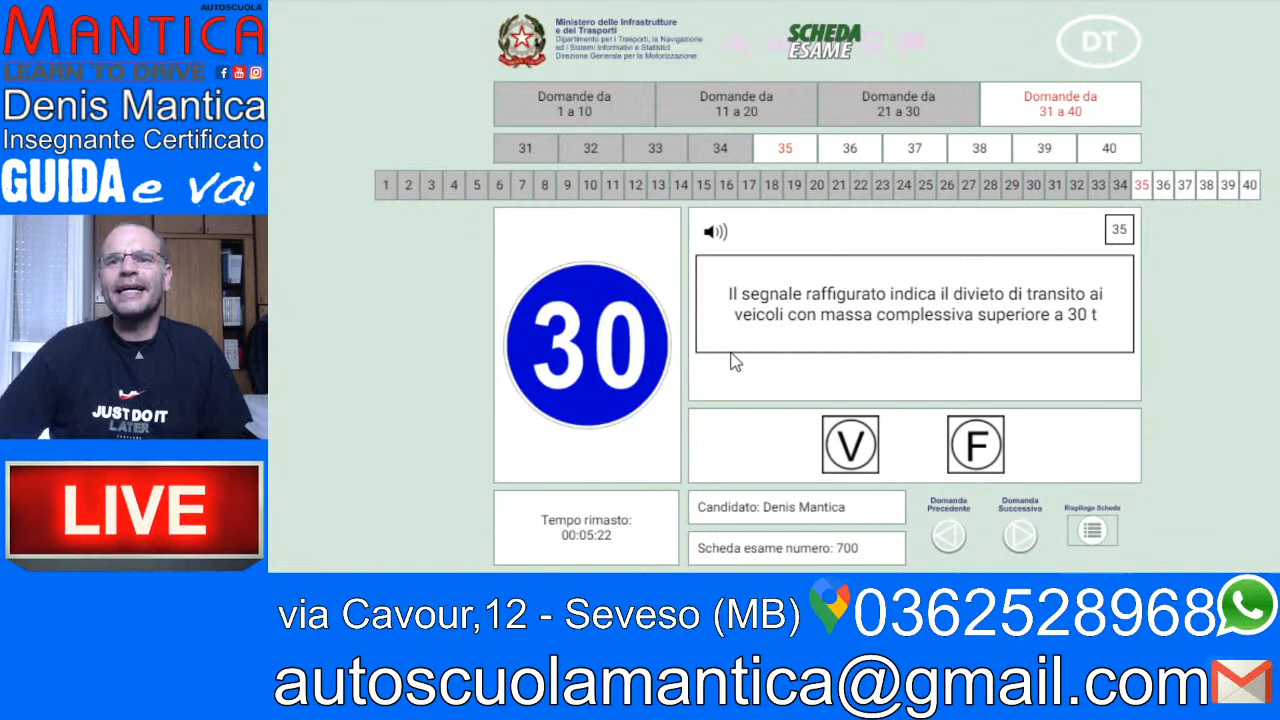 AUTOSCUOLA
MANTICA
LEARN TO DRIVE
Denis Mantica
Insegnante Certificato
GUIDA e vai
JUST DO IT
LATER
LIVE
Ministero delle Infrastrutture
e dei Trasporti
Dipartimento per i Trasporti, la Navigazione
ed i Sistemi Informativi e Statistici
Direzione Generale per la Motorizzazione
SCHEDA
ESAME
DT
Domande da
1 a 10
Domande da
11 a 20
Domande da
21 a 30
Domande da
31 a 40
31 32 33 34 35 36 37 38 39 40
1 2 3 4 5 6 7 8 9 10 11 12 13 14 15 16 17 18 19 20 21 22 23 24 25 26 27 28 29 30 31 32 33 34 35 36 37 38 39 40
30
35
Il segnale raffigurato indica il divieto di transito ai
veicoli con massa complessiva superiore a 30 t
V F
Tempo rimasto:
00:05:22
Candidato: Denis Mantica
Scheda esame numero: 700
Domanda
Precedente
Domanda
Successiva
Riepilogo Scheda
via Cavour,12 - Seveso (MB) 0362528968
autoscuolamantica@gmail.com